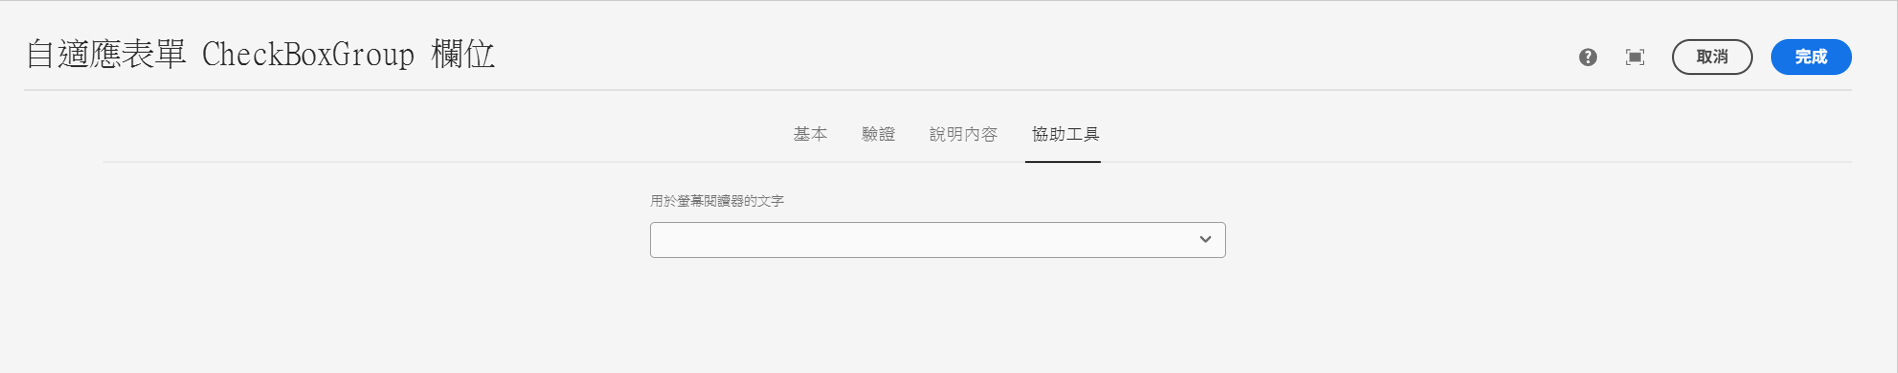 自適應表單 CheckBoxGroup 欄位
取消
完成
基本 驗證 說明內容 協助工具
用於螢幕閱讀器的文字